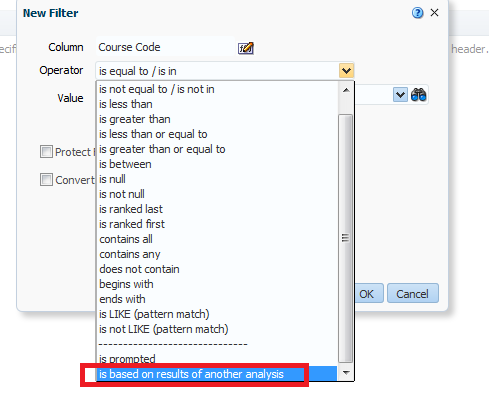 New Filter
ecif
header.
Column Course Code
Operator is equal to / is in
Value
is not equal to / is not in
is less than
is greater than
is less than or equal to
is greater than or equal to
is between
is null
is not null
is ranked last
is ranked first
contains all
contains any
does not contain
begins with
ends with
is LIKE (pattern match)
is not LIKE (pattern match)
-----------------------------
is prompted
is based on results of another analysis
Protect
Convert
OK Cancel